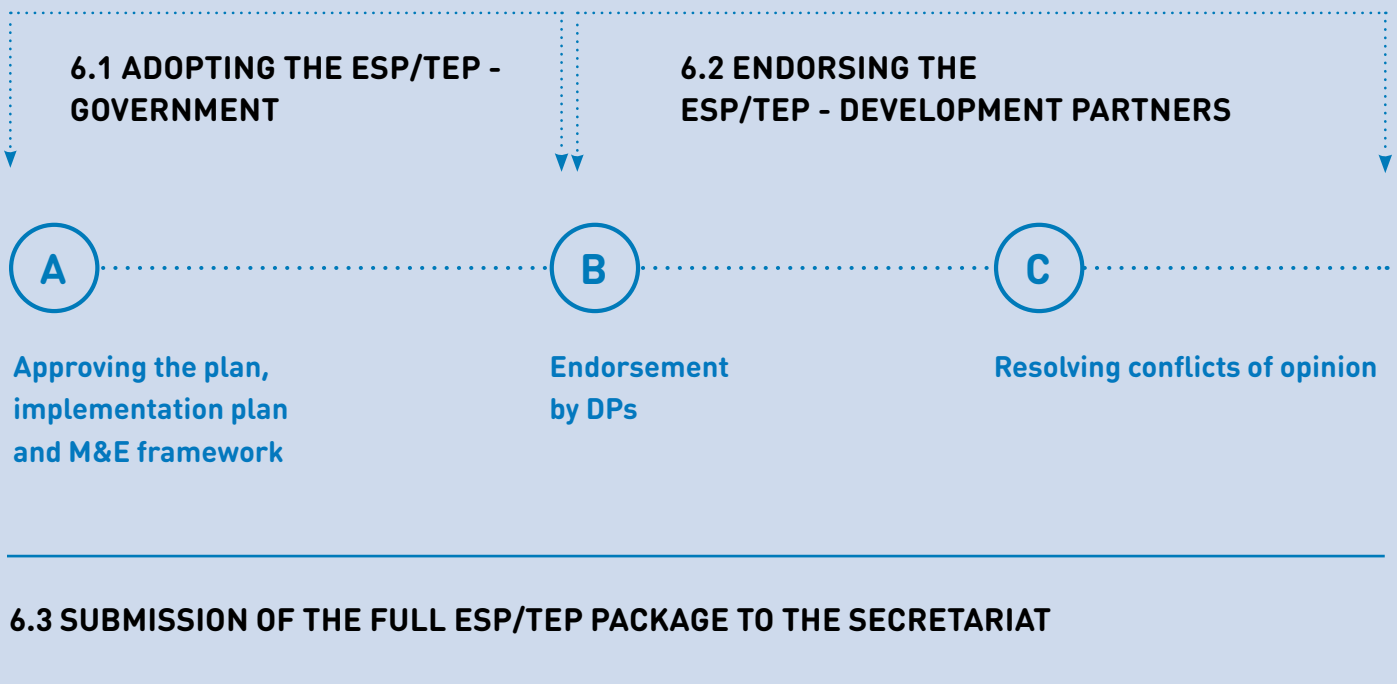 6.1 ADOPTING THE ESP/TEP -
GOVERNMENT
6.2 ENDORSING THE
ESP/TEP - DEVELOPMENT PARTNERS
A
B
C
Approving the plan,
implementation plan
and M&E framework
Endorsement
by DPs
Resolving conflicts of opinion
6.3 SUBMISSION OF THE FULL ESP/TEP PACKAGE TO THE SECRETARIAT